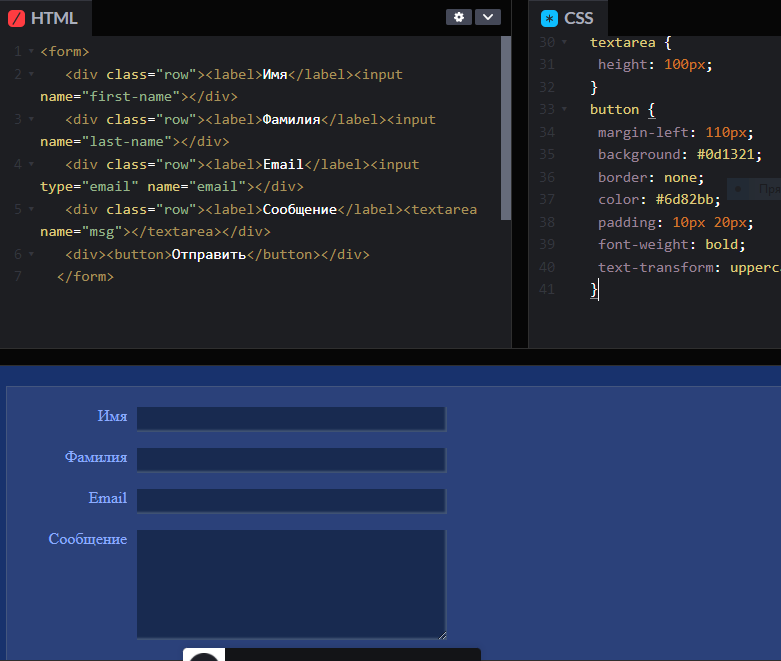 HTML
1 <form>
2 <div class="row"><label>Имя</label><input
name="first-name"></div>
3 <div class="row"><label>Фамилия</label><input
name="last-name"></div>
4 <div class="row"><label>Email</label><input
type="email" name="email"></div>
5 <div class="row"><label>Сообщение</label><textarea
name="msg"></textarea></div>
6 <div><button>Отправить</button></div>
7 </form>
CSS
30 textarea {
31 height: 100px;
32 }
33 button {
34 margin-left: 110px;
35 background: #0d1321;
36 border: none;
37 color: #6d82bb;
38 padding: 10px 20px;
39 font-weight: bold;
40 text-transform: upperc
41 }
Имя
Фамилия
Email
Сообщение